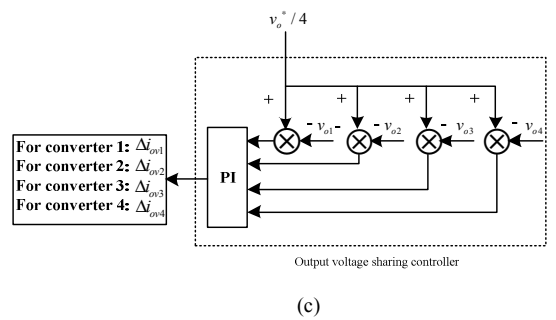 v_o* / 4
+ + + +
- v_o1 - - v_o2 - v_o3 - v_o4
PI
For converter 1: Δi_ov1
For converter 2: Δi_ov2
For converter 3: Δi_ov3
For converter 4: Δi_ov4
Output voltage sharing controller
(c)